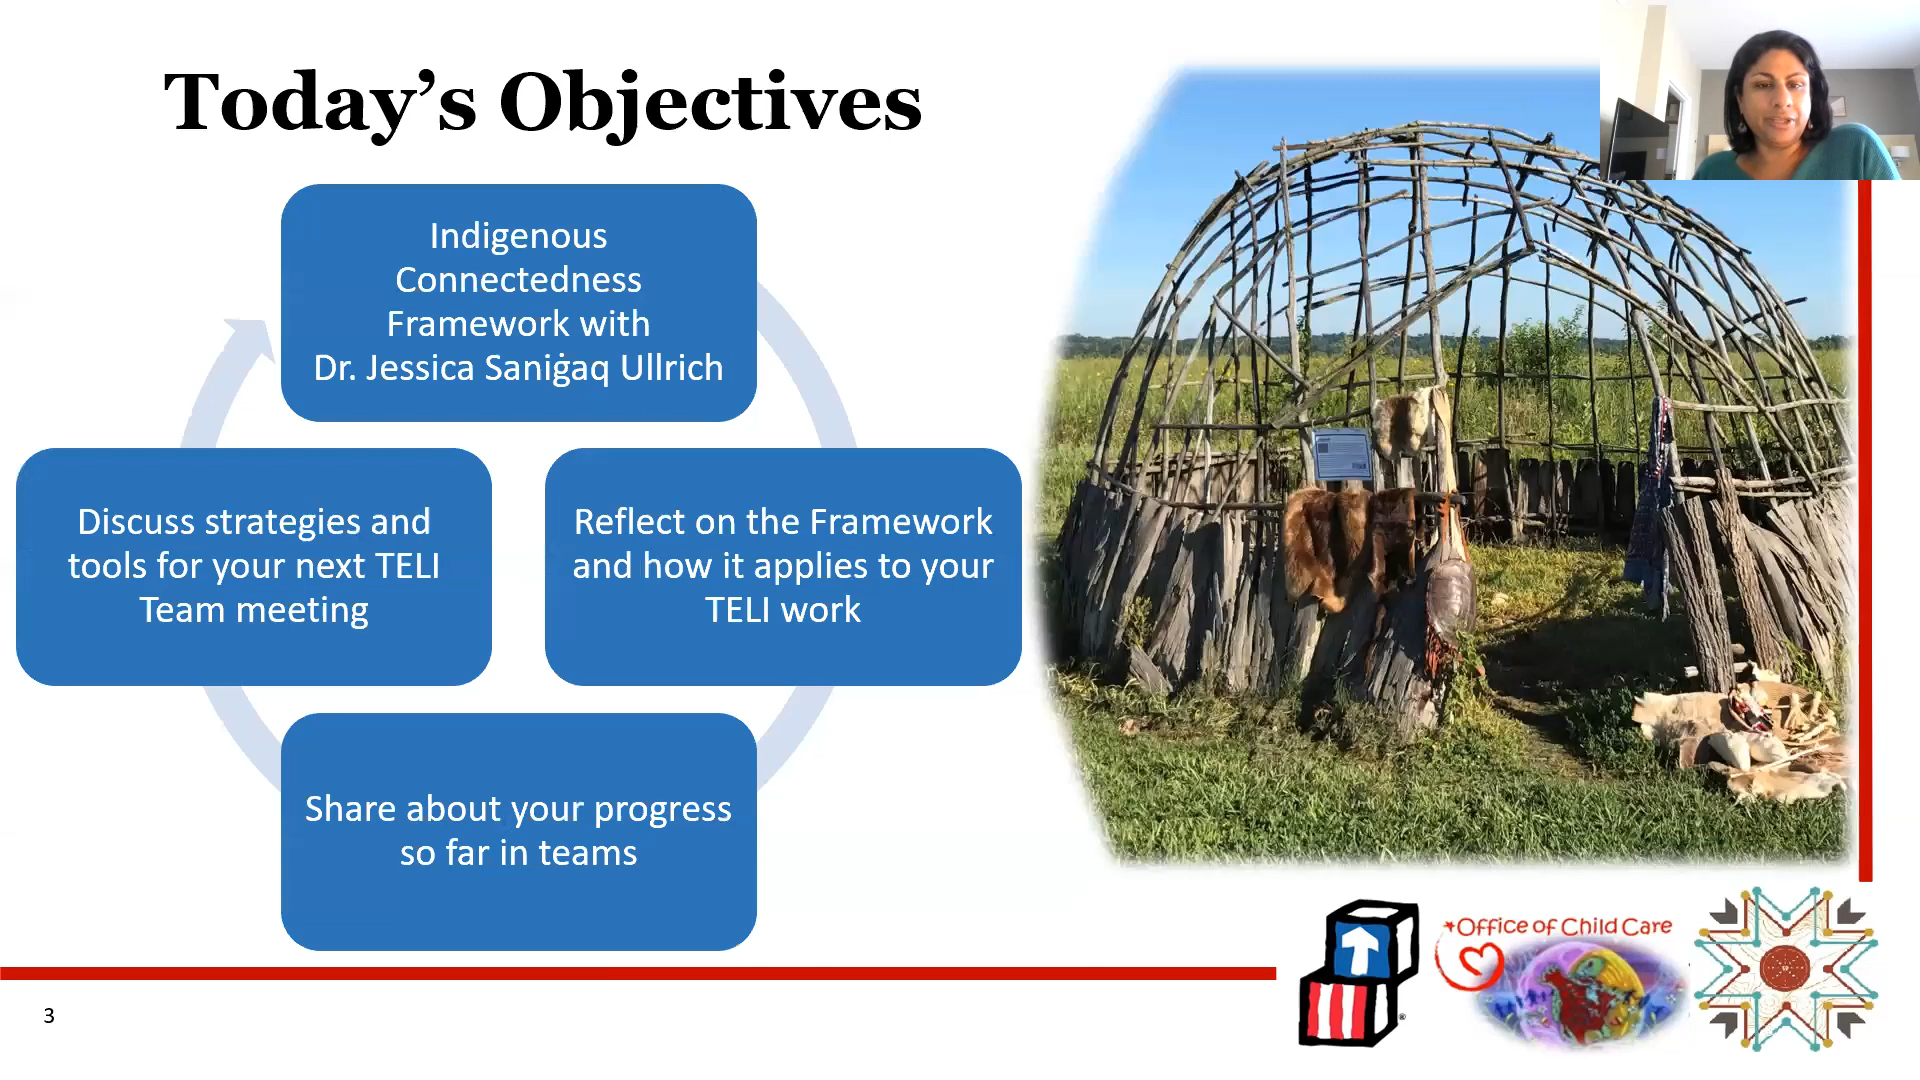 Today’s Objectives
Indigenous
Connectedness
Framework with
Dr. Jessica Saniġaq Ullrich
Reflect on the Framework
and how it applies to your
TELI work
Share about your progress
so far in teams
Discuss strategies and
tools for your next TELI
Team meeting
Office of Child Care
®
3